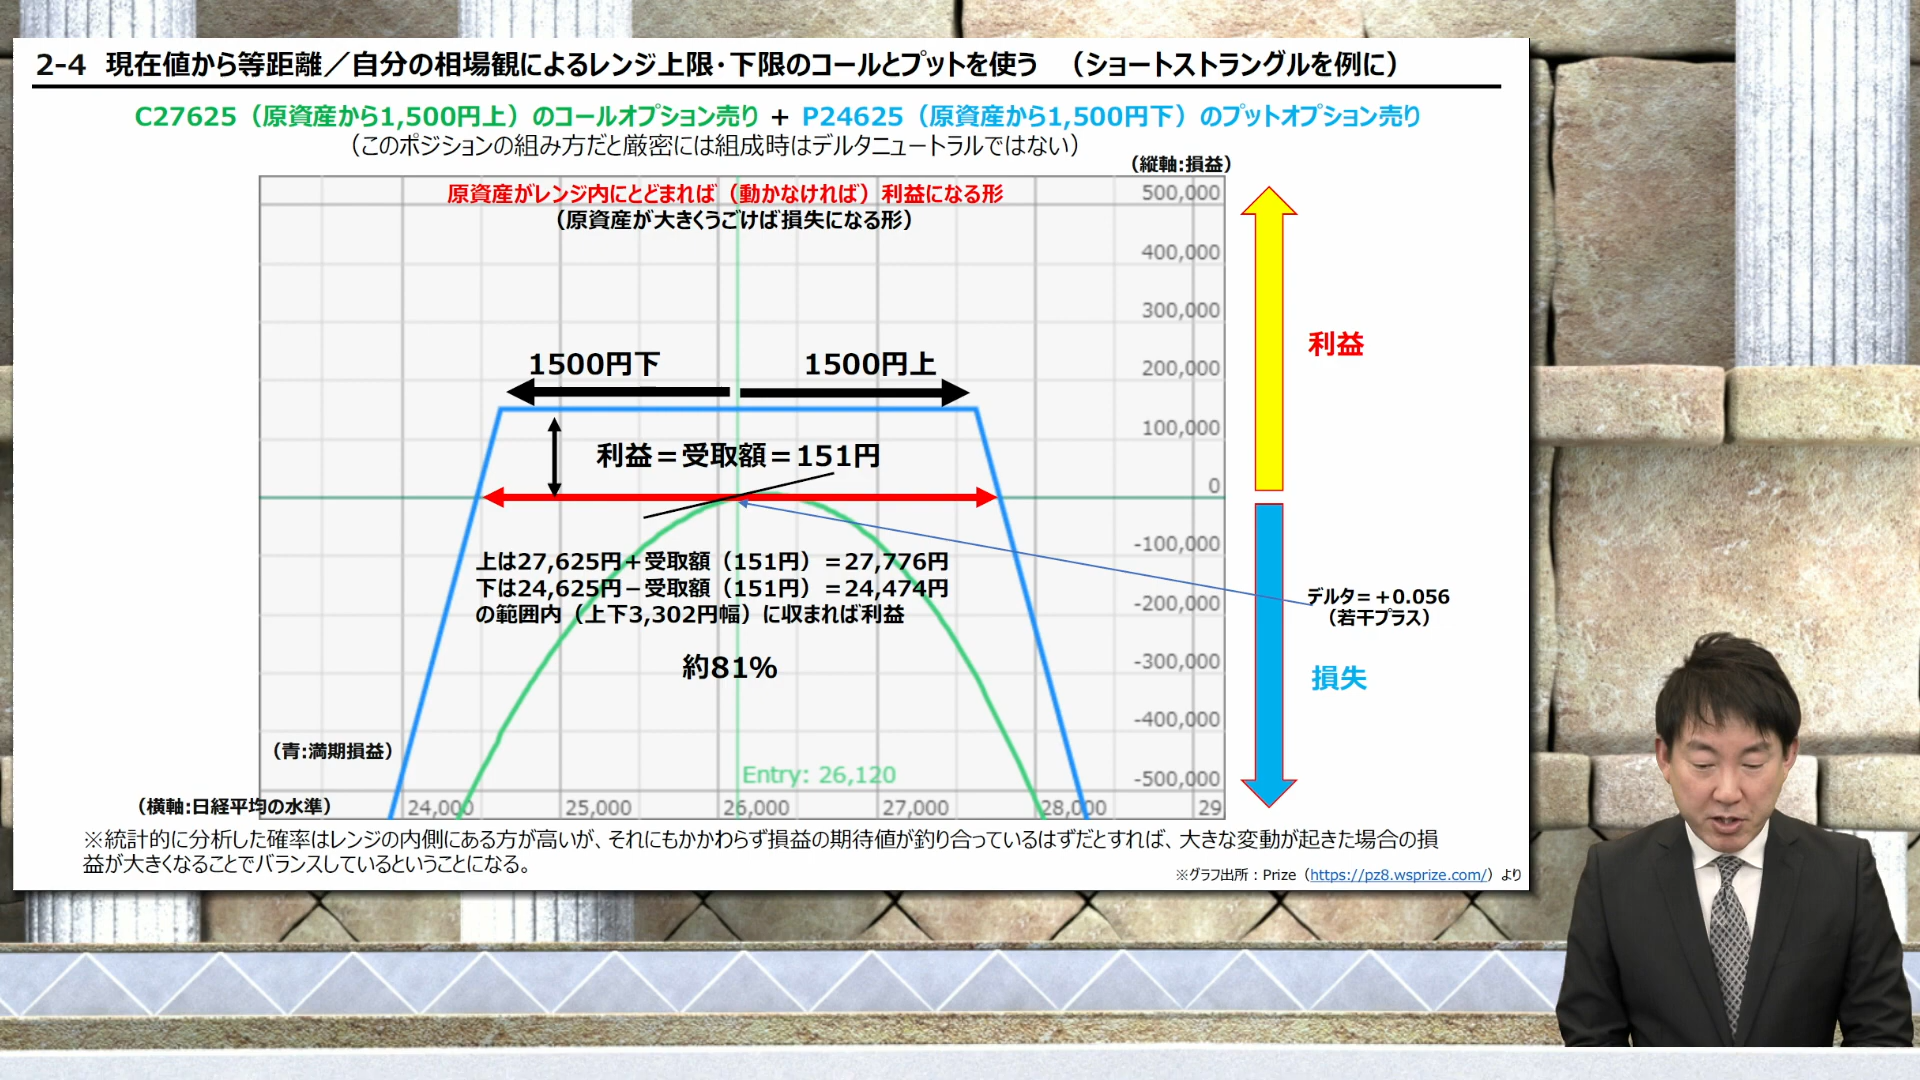 2-4 現在値から等距離／自分の相場観によるレンジ上限・下限のコールとプットを使う （ショートストラングルを例に）
C27625（原資産から1,500円上）のコールオプション売り + P24625（原資産から1,500円下）のプットオプション売り
（このポジションの組み方だと厳密には組成時はデルタニュートラルではない）
（縦軸:損益）
原資産がレンジ内にとどまれば（動かなければ）利益になる形
（原資産が大きくうごけば損失になる形）
500,000
400,000
300,000
200,000
100,000
0
-100,000
-200,000
-300,000
-400,000
-500,000
利益
1500円下
1500円上
利益＝受取額＝151円
上は27,625円＋受取額（151円）＝27,776円
下は24,625円－受取額（151円）＝24,474円
の範囲内（上下3,302円幅）に収まれば利益
約81%
デルタ＝＋0.056
（若干プラス）
損失
（青:満期損益）
Entry: 26,120
（横軸:日経平均の水準）
24,000 25,000 26,000 27,000 28,000 29
※統計的に分析した確率はレンジの内側にある方が高いが、それにもかかわらず損益の期待値が釣り合っているはずだとすれば、大きな変動が起きた場合の損
益が大きくなることでバランスしているということになる。
※グラフ出所：Prize（https://pz8.wsprize.com/）より